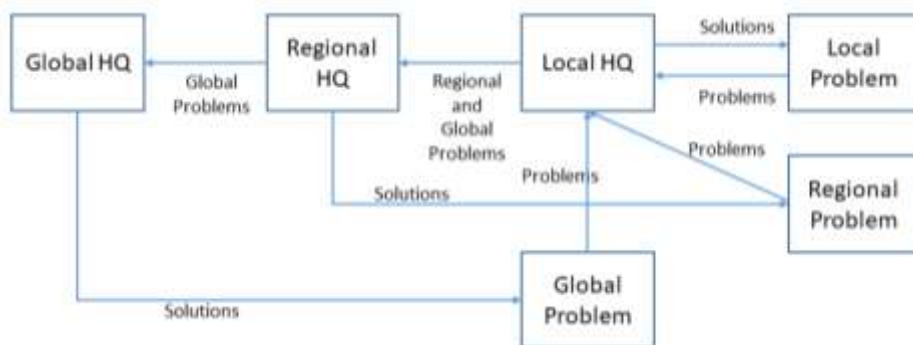 Global HQ
Global
Problems
Regional
HQ
Regional
and
Global
Problems
Local HQ
Solutions
Problems
Local
Problem
Problems
Regional
Problem
Solutions
Problems
Solutions
Global
Problem